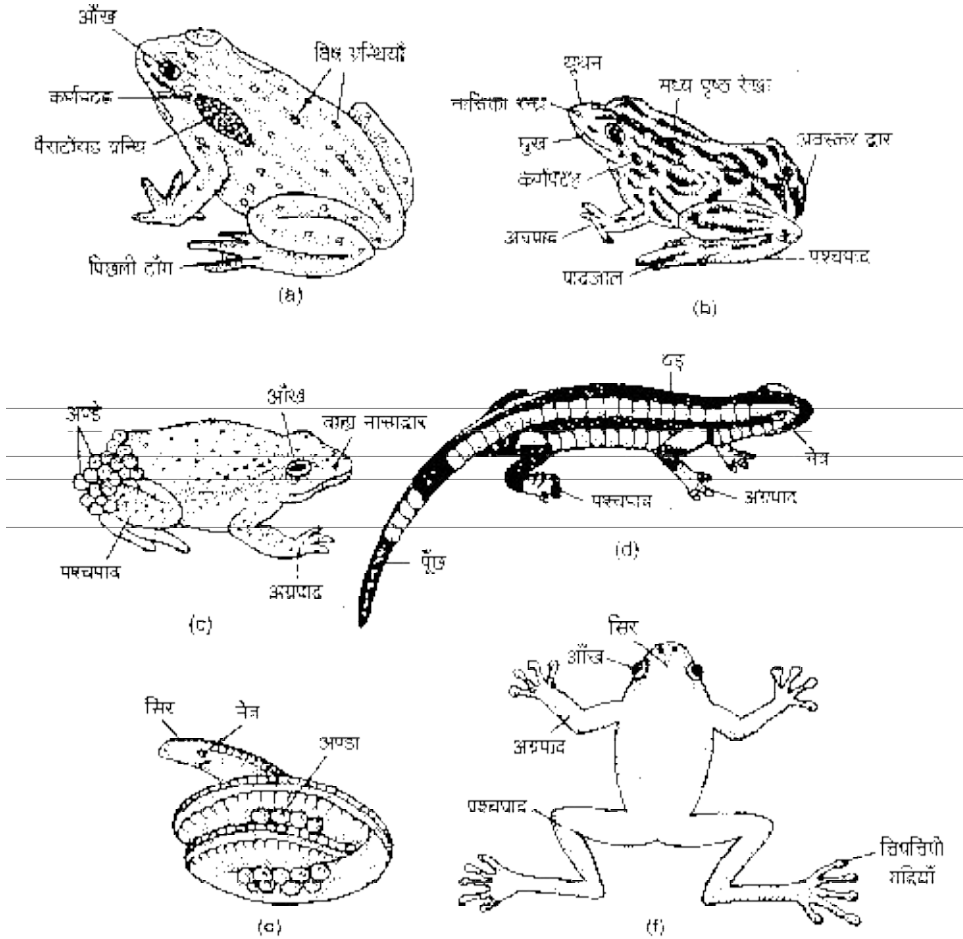 आँख
विष ग्रन्थियाँ
कर्णपटह
पैराटॉयड ग्रन्थि
पिछली टाँग
(a)
थूथन
मध्य पृष्ठ रेखा
नासिका रन्ध्र
मुख
कर्णपटह
अवस्कर द्वार
अग्रपाद
पादजाल
पश्चपाद
(b)
अण्डे
आँख
बाह्य नासाद्वार
पश्चपाद
अग्रपाद
(c)
धड़
नेत्र
पश्चपाद
अग्रपाद
पूँछ
(d)
सिर
नेत्र
अण्डा
(e)
सिर
आँख
अग्रपाद
पश्चपाद
चिपचिपी
गद्दियाँ
(f)